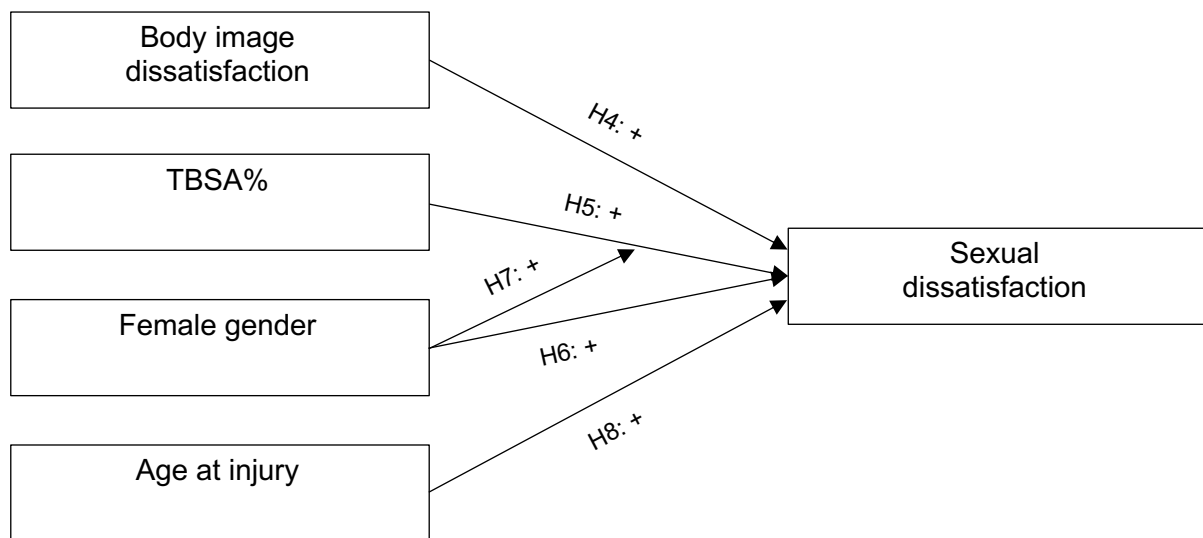 Body image
dissatisfaction
H4: +
TBSA%
H5: +
Sexual
dissatisfaction
H7: +
Female gender
H6: +
H8: +
Age at injury